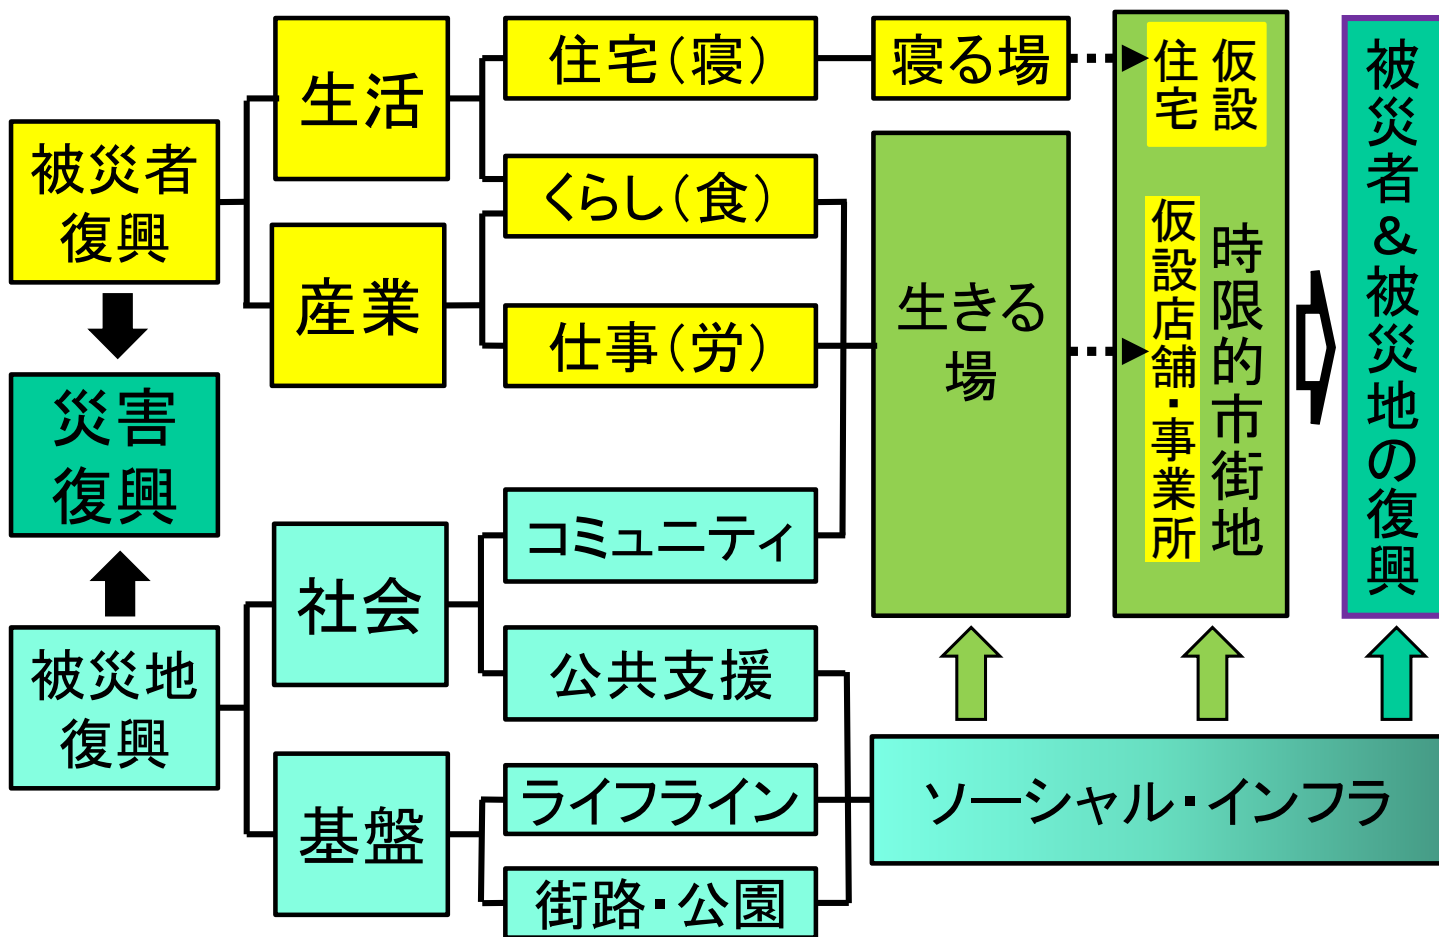 被災者
復興
災害
復興
被災地
復興
生活
産業
社会
基盤
住宅（寝）
くらし（食）
仕事（労）
コミュニティ
公共支援
ライフライン
街路・公園
寝る場
生きる
場
仮設
住宅
時限的市街地
仮設店舗・事業所
被災者＆被災地の復興
ソーシャル・インフラ